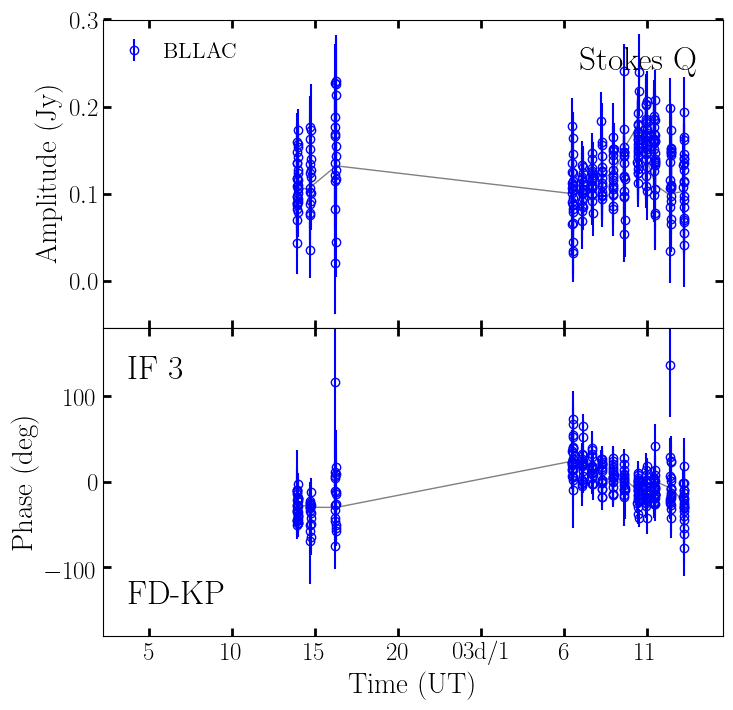 0.3
BLLAC
Stokes Q
0.2
0.1
0.0
Amplitude (Jy)
IF 3
100
0
−100
Phase (deg)
FD-KP
5 10 15 20 03d/1 6 11
Time (UT)